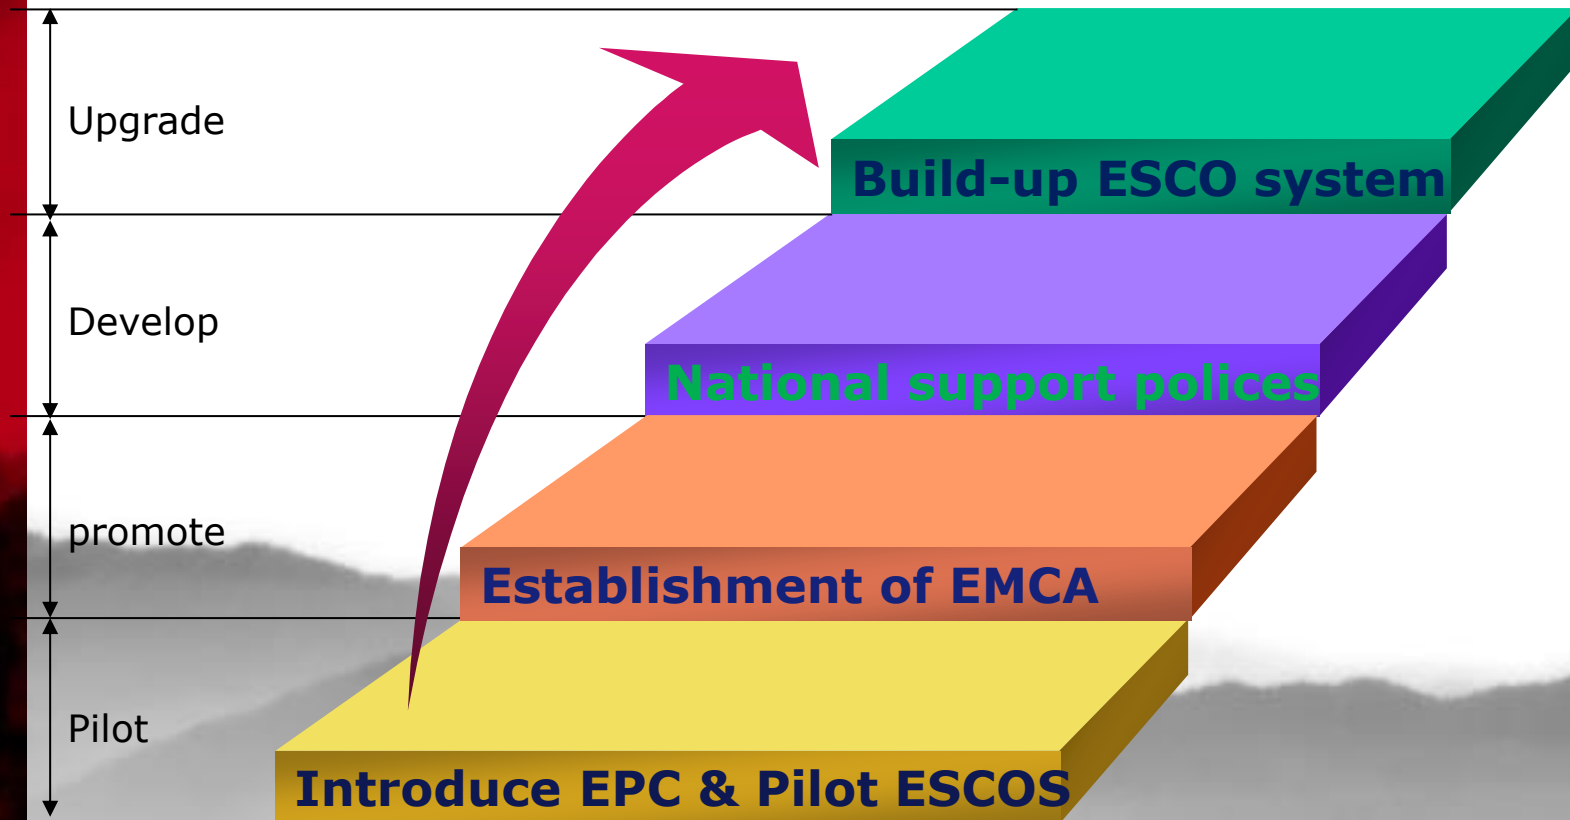 Upgrade
Build-up ESCO system
Develop
National support polices
promote
Establishment of EMCA
Pilot
Introduce EPC & Pilot ESCOS